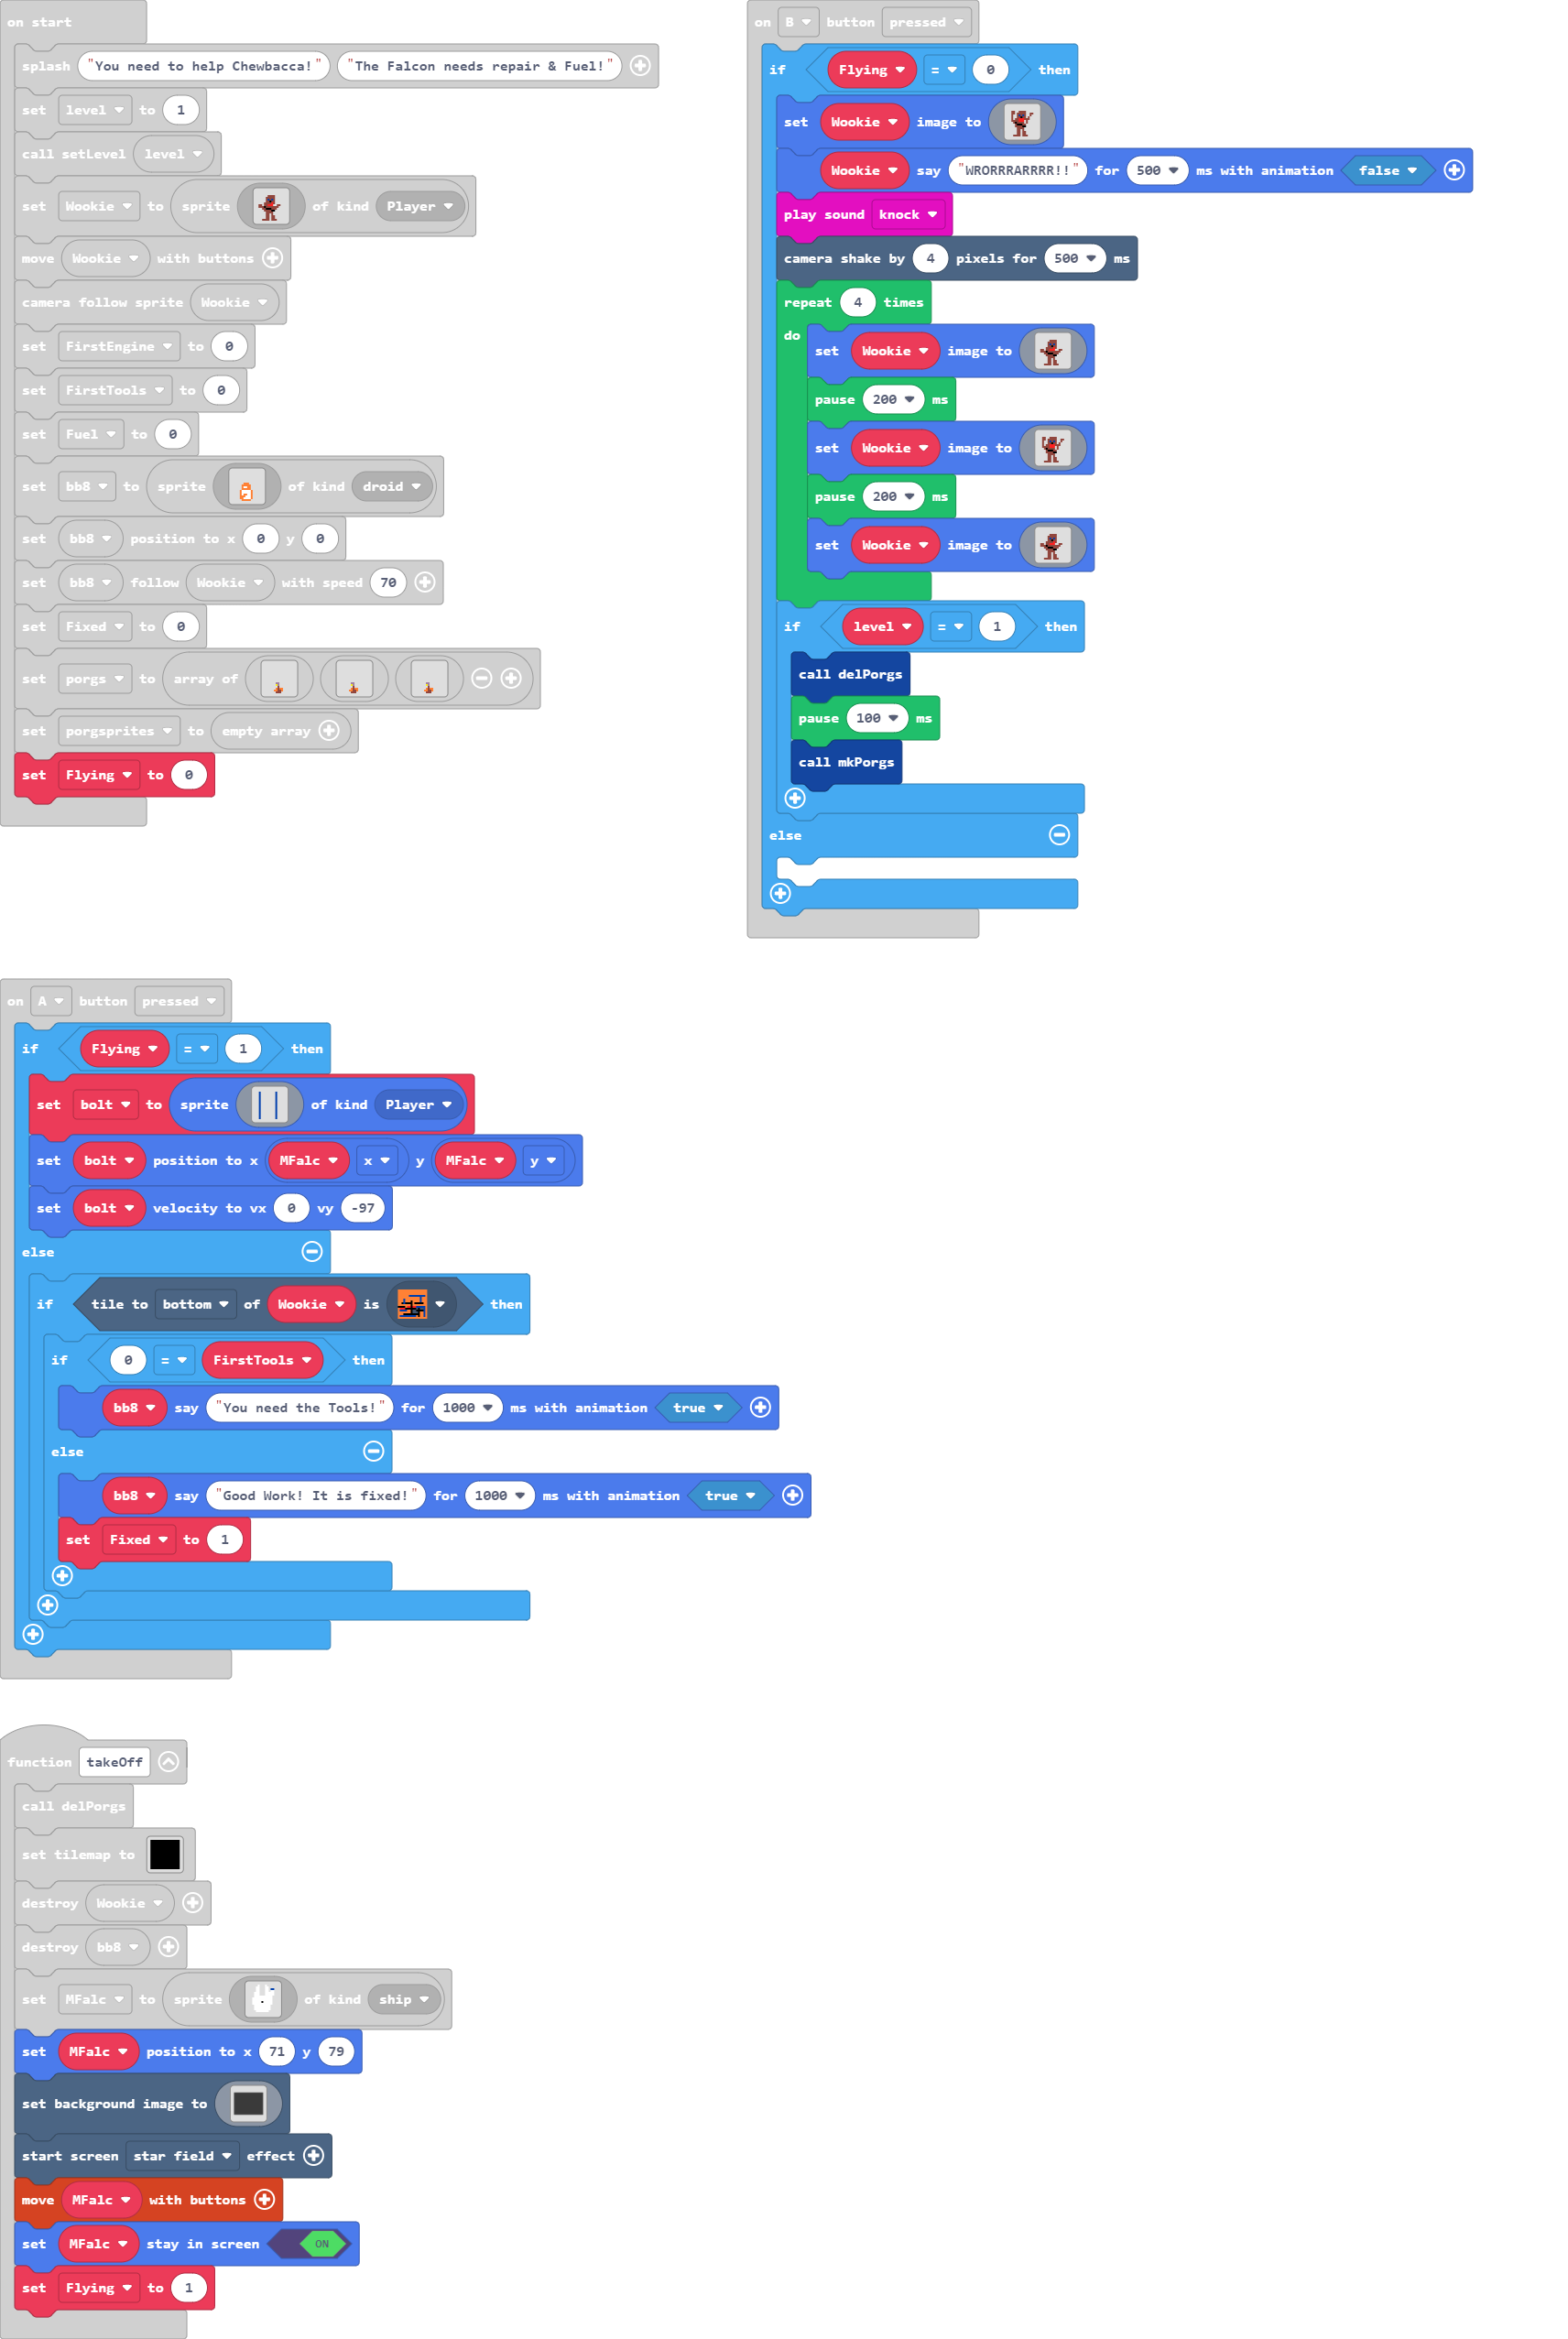 on start
splash "You need to help Chewbacca!" "The Falcon needs repair & Fuel!"
set level to 1
call setLevel level
set Wookie to sprite of kind Player
move Wookie with buttons
camera follow sprite Wookie
set FirstEngine to 0
set FirstTools to 0
set Fuel to 0
set bb8 to sprite of kind droid
set bb8 position to x 0 y 0
set bb8 follow Wookie with speed 70
set Fixed to 0
set porgs to array of
set porgsprites to empty array
set Flying to 0
on B button pressed
if Flying = 0 then
set Wookie image to
Wookie say "WRORRRARRRR!!" for 500 ms with animation false
play sound knock
camera shake by 4 pixels for 500 ms
repeat 4 times
do set Wookie image to
pause 200 ms
set Wookie image to
pause 200 ms
set Wookie image to
if level = 1 then
call delPorgs
pause 100 ms
call mkPorgs
else
on A button pressed
if Flying = 1 then
set bolt to sprite of kind Player
set bolt position to x MFalc x y MFalc y
set bolt velocity to vx 0 vy -97
else
if tile to bottom of Wookie is then
if 0 = FirstTools then
bb8 say "You need the Tools!" for 1000 ms with animation true
else
bb8 say "Good Work! It is fixed!" for 1000 ms with animation true
set Fixed to 1
function takeOff
call delPorgs
set tilemap to
destroy Wookie
destroy bb8
set MFalc to sprite of kind ship
set MFalc position to x 71 y 79
set background image to
start screen star field effect
move MFalc with buttons
set MFalc stay in screen ON
set Flying to 1